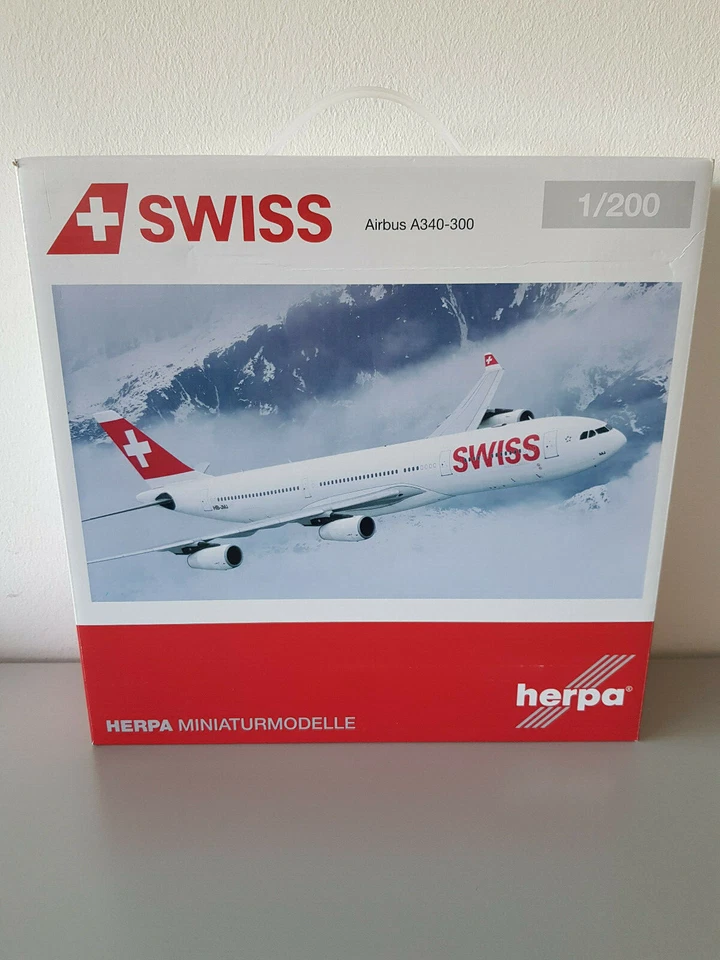 SWISS
Airbus A340-300
1/200
SWISS
herpa®
HERPA MINIATURMODELLE